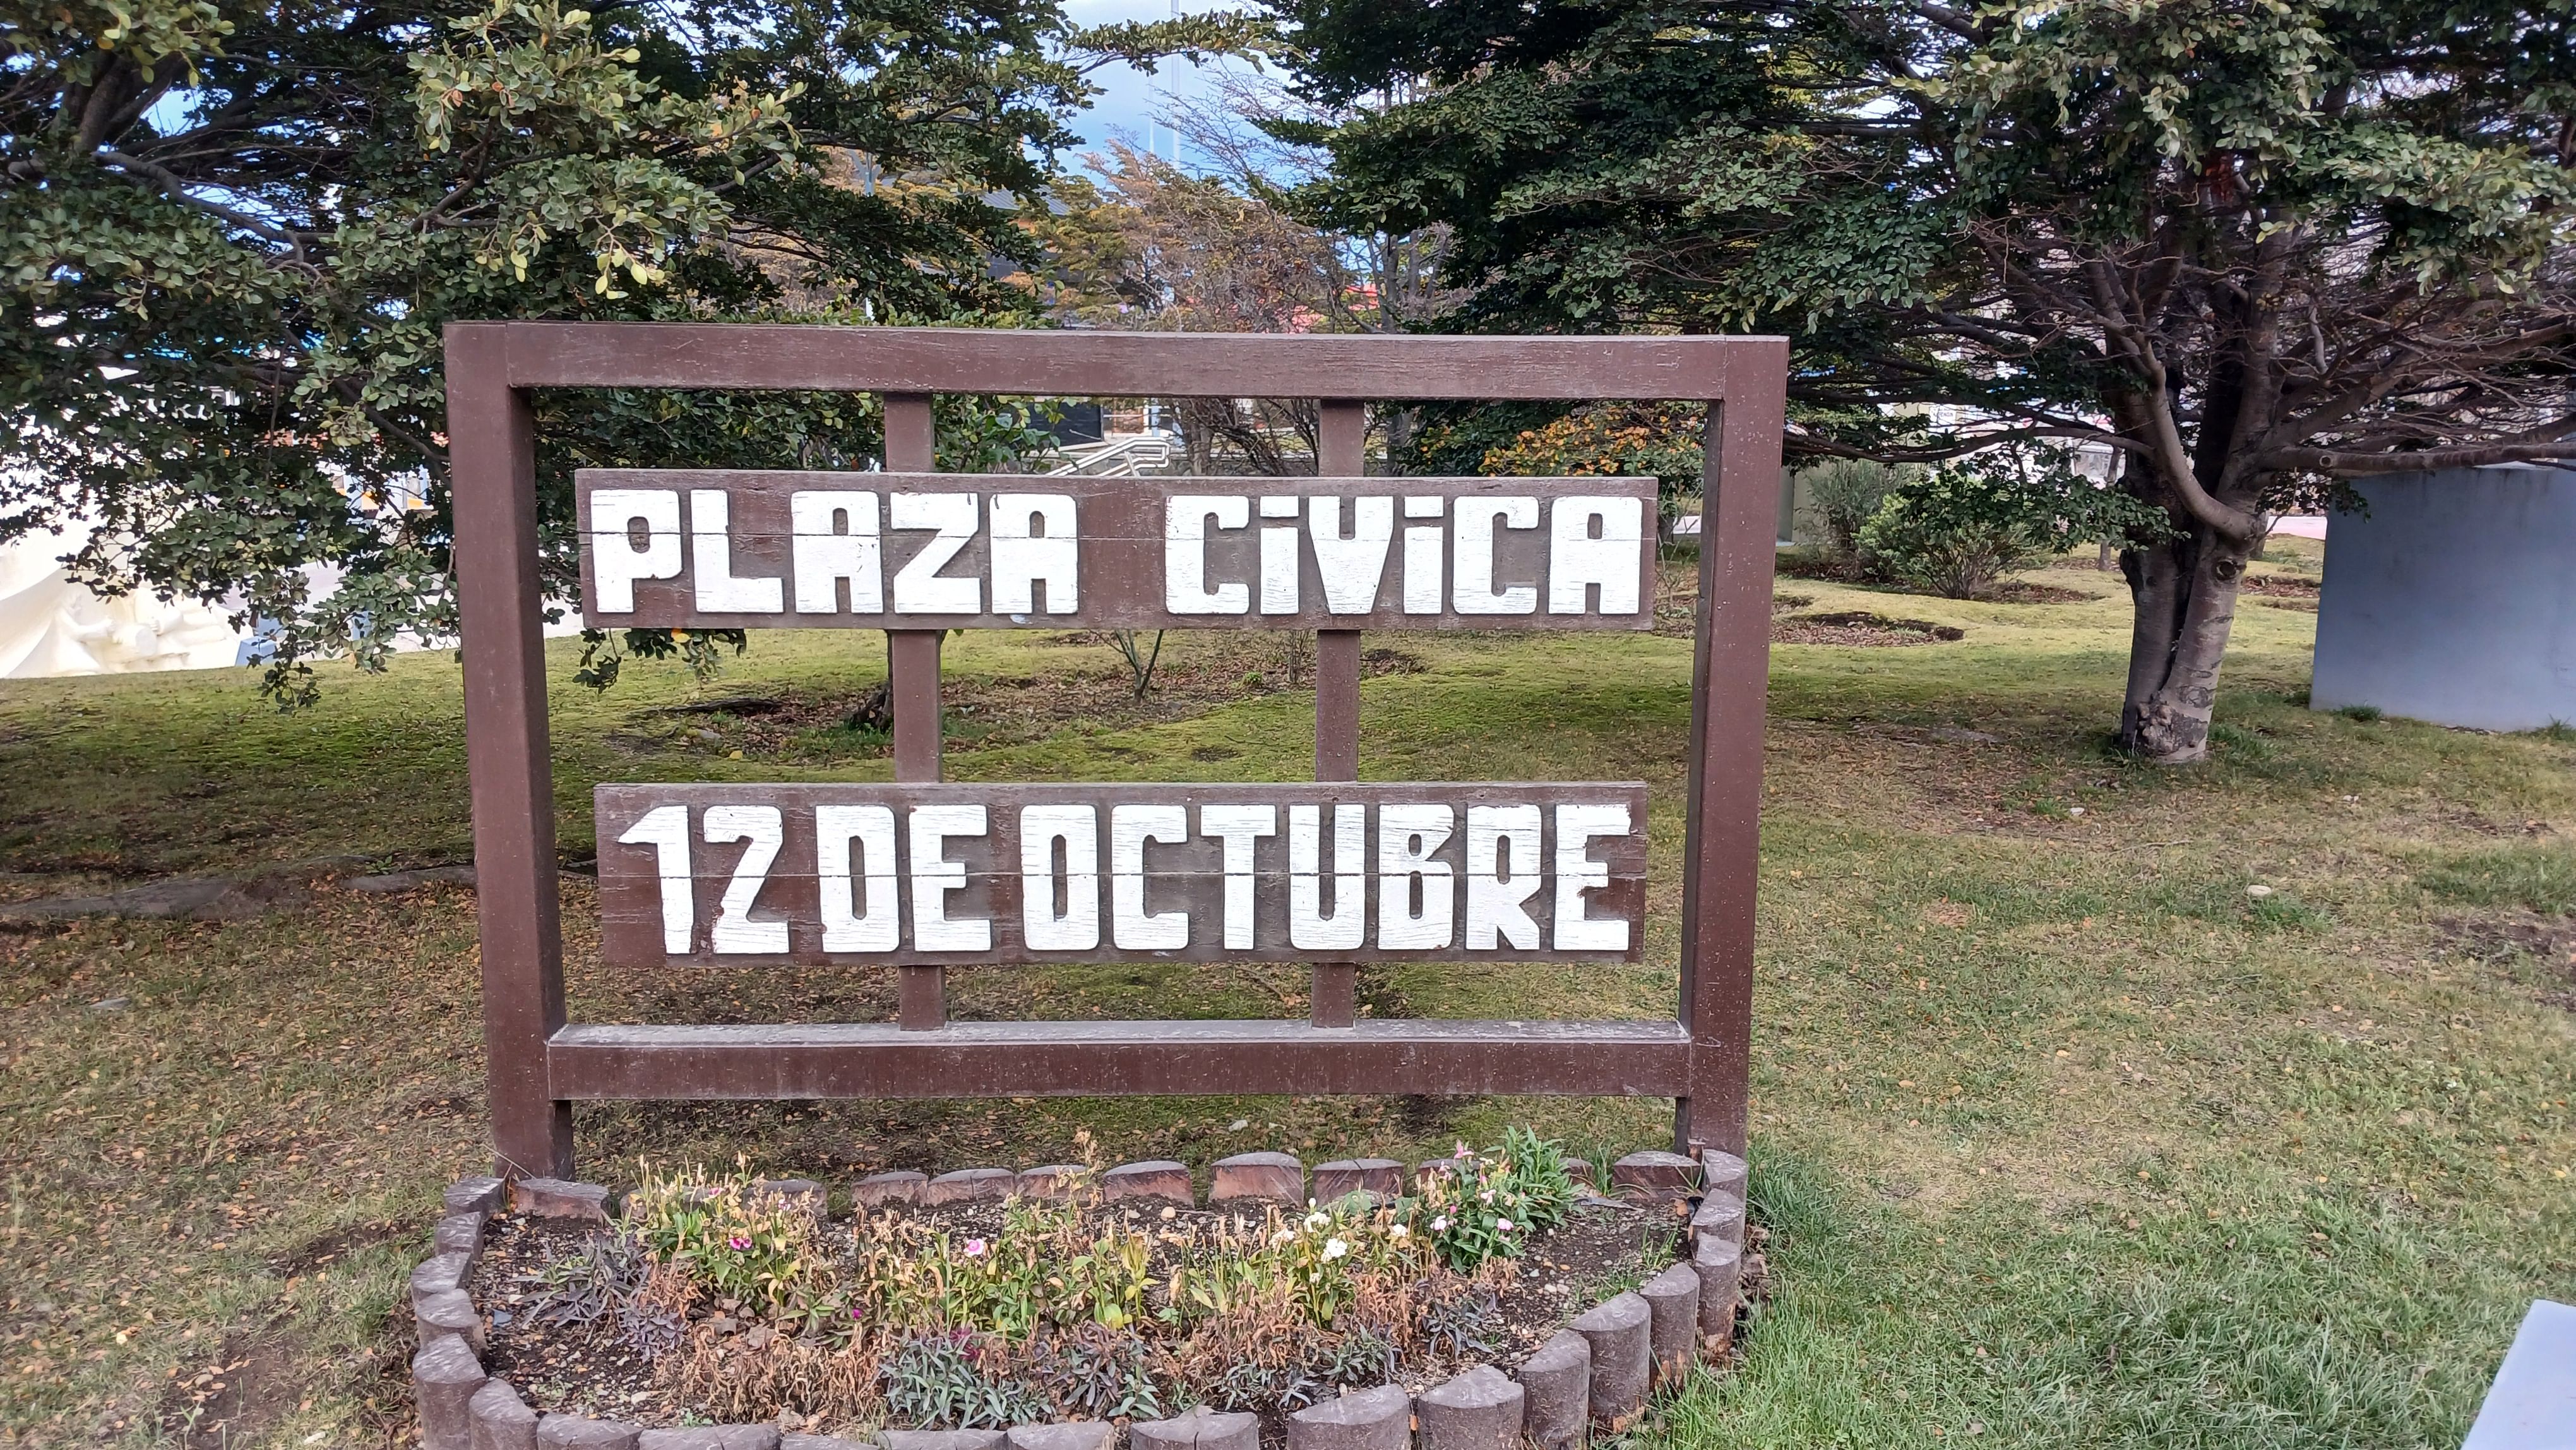 PLAZA CiViCA
12 DE OCTUBRE